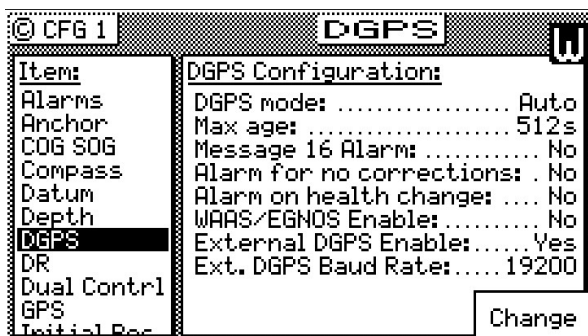 © CFG 1
DGPS
W
Item:
Alarms
Anchor
COG SOG
Compass
Datum
Depth
DGPS
DR
Dual Contrl
GPS
DGPS Configuration:
DGPS mode: .................. Auto
Max age: ..................... 512s
Message 16 Alarm: ............ No
Alarm for no corrections: . No
Alarm on health change: .... No
WAAS/EGNOS Enable: .......... No
External DGPS Enable:...... Yes
Ext. DGPS Baud Rate:..... 19200
Change